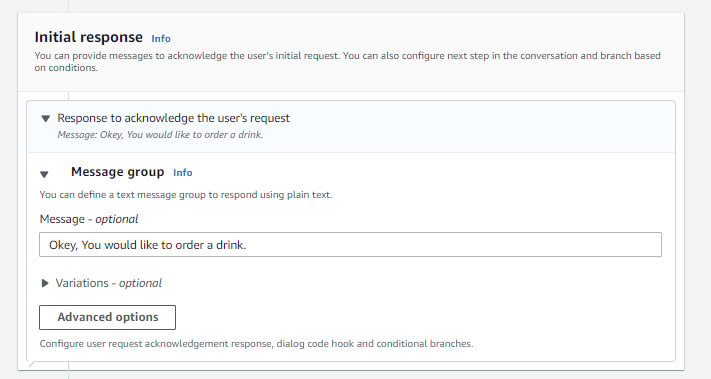 Initial response Info
You can provide messages to acknowledge the user's initial request. You can also configure next step in the conversation and branch based
on conditions.
Response to acknowledge the user's request
Message: Okey, You would like to order a drink.
Message group Info
You can define a text message group to respond using plain text.
Message - optional
Okey, You would like to order a drink.
Variations - optional
Advanced options
Configure user request acknowledgement response, dialog code hook and conditional branches.